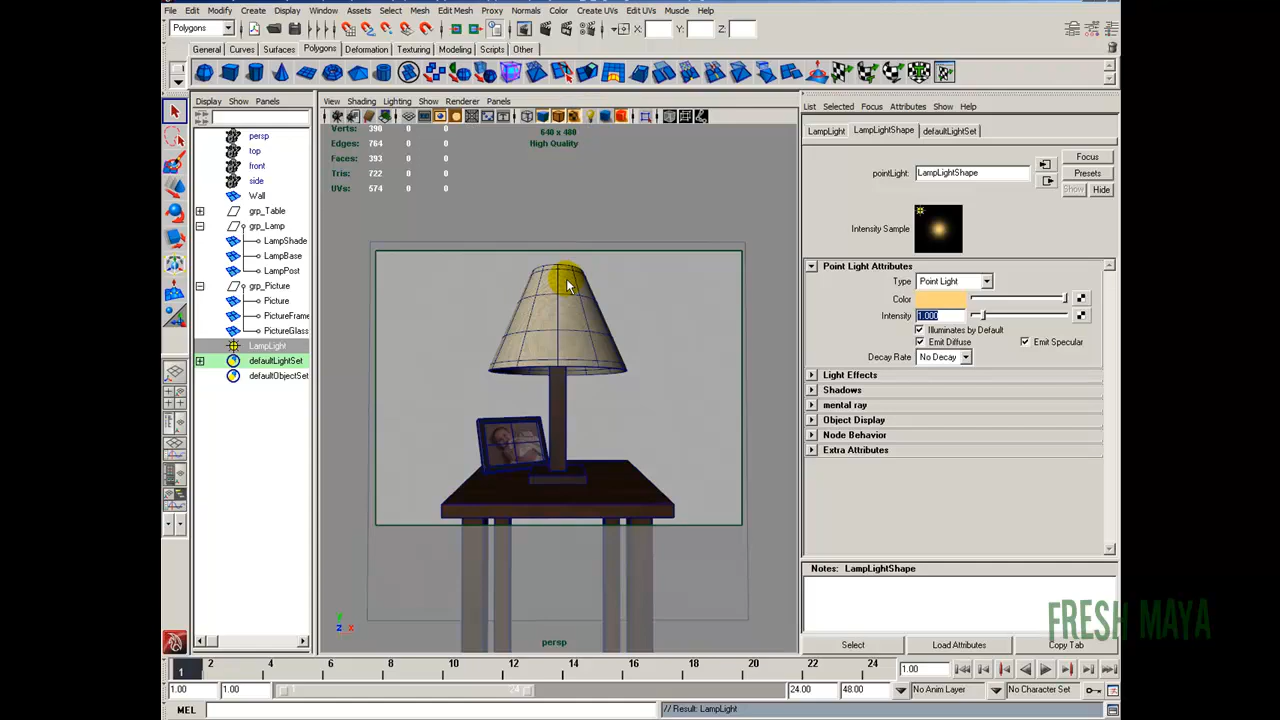 File Edit Modify Create Display Window Assets Select Mesh Edit Mesh Proxy Normals Color Create UVs Edit UVs Muscle Help
Polygons X: Y: Z:
General Curves Surfaces Polygons Deformation Texturing Modeling Scripts Other
Display Show Panels
View Shading Lighting Show Renderer Panels
List Selected Focus Attributes Show Help
persp
top
front
side
Wall
grp_Table
grp_Lamp
LampShade
LampBase
LampPost
grp_Picture
Picture
PictureFrame
PictureGlass
LampLight
defaultLightSet
defaultObjectSet
Verts: 390 0 0
Edges: 764 0 0
Faces: 393 0 0
Tris: 722 0 0
UVs: 574 0 0
640 x 480
High Quality
persp
LampLight LampLightShape defaultLightSet
pointLight: LampLightShape
Focus
Presets
Show Hide
Intensity Sample
Point Light Attributes
Type Point Light
Color
Intensity 1.000
Illuminates by Default
Emit Diffuse Emit Specular
Decay Rate No Decay
Light Effects
Shadows
mental ray
Object Display
Node Behavior
Extra Attributes
Notes: LampLightShape
FRESH MAYA
Select Load Attributes Copy Tab
1 2 4 6 8 10 12 14 16 18 20 22 24 1.00
1.00 1.00 1 24 24.00 48.00 No Anim Layer No Character Set
MEL // Result: LampLight